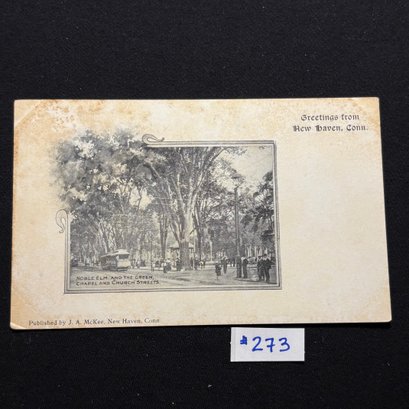 Greetings from
New Haven, Conn.
NOBLE ELM, AND THE GREEN,
CHAPEL AND CHURCH STREETS.
Published by J. A. McKee, New Haven, Conn
#273